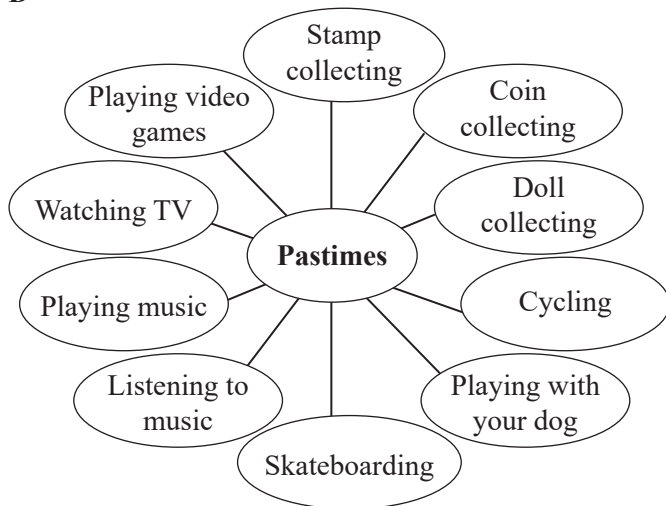 Stamp
collecting
Playing video
games
Coin
collecting
Watching TV
Doll
collecting
Pastimes
Playing music
Cycling
Listening to
music
Playing with
your dog
Skateboarding